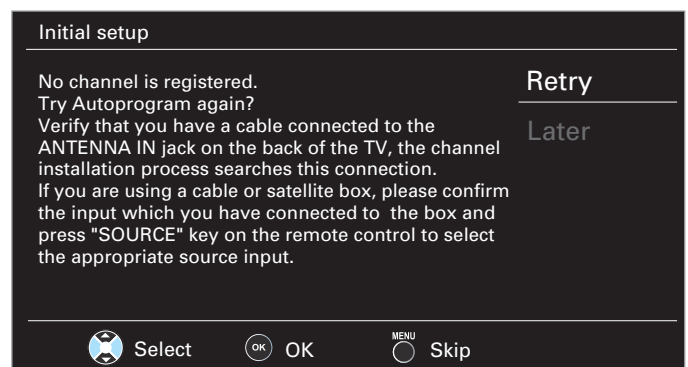 Initial setup
No channel is registered.
Try Autoprogram again?
Verify that you have a cable connected to the
ANTENNA IN jack on the back of the TV, the channel
installation process searches this connection.
If you are using a cable or satellite box, please confirm
the input which you have connected to the box and
press "SOURCE" key on the remote control to select
the appropriate source input.
Retry
Later
Select OK OK MENU Skip